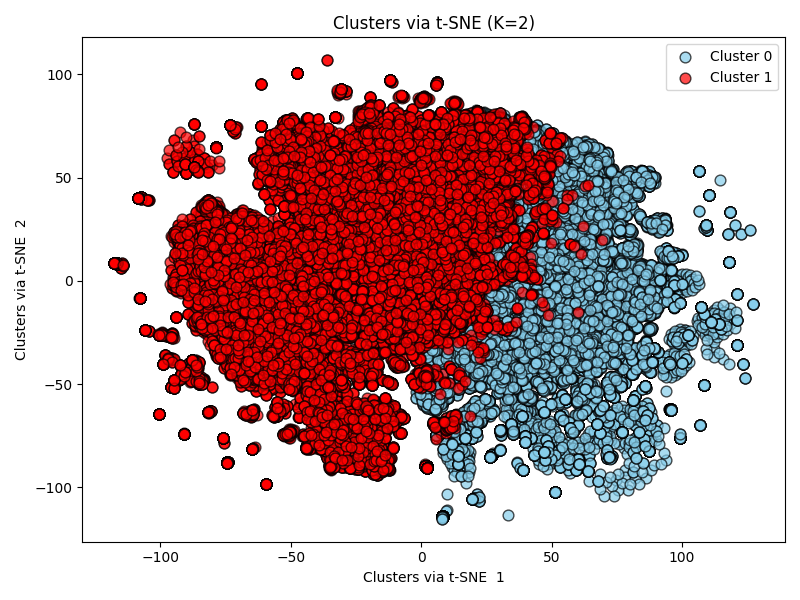 Clusters via t-SNE (K=2)
Cluster 0
Cluster 1
100
50
0
−50
−100
Clusters via t-SNE  2
−100
−50
0
50
100
Clusters via t-SNE  1